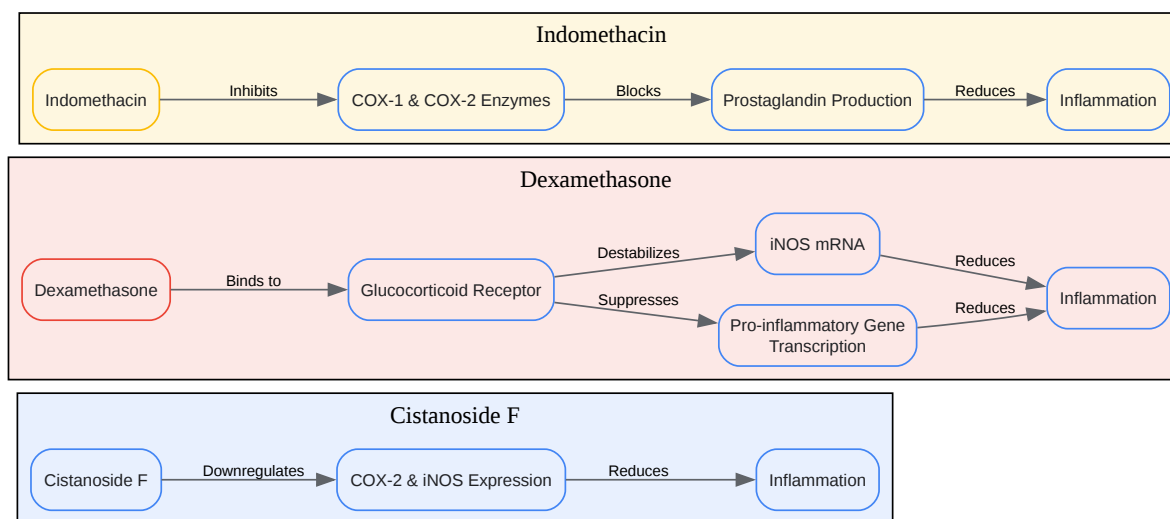 Indomethacin
Indomethacin
Inhibits
COX-1 & COX-2 Enzymes
Blocks
Prostaglandin Production
Reduces
Inflammation
Dexamethasone
Dexamethasone
Binds to
Glucocorticoid Receptor
Destabilizes
iNOS mRNA
Reduces
Suppresses
Pro-inflammatory Gene
Transcription
Reduces
Inflammation
Cistanoside F
Cistanoside F
Downregulates
COX-2 & iNOS Expression
Reduces
Inflammation